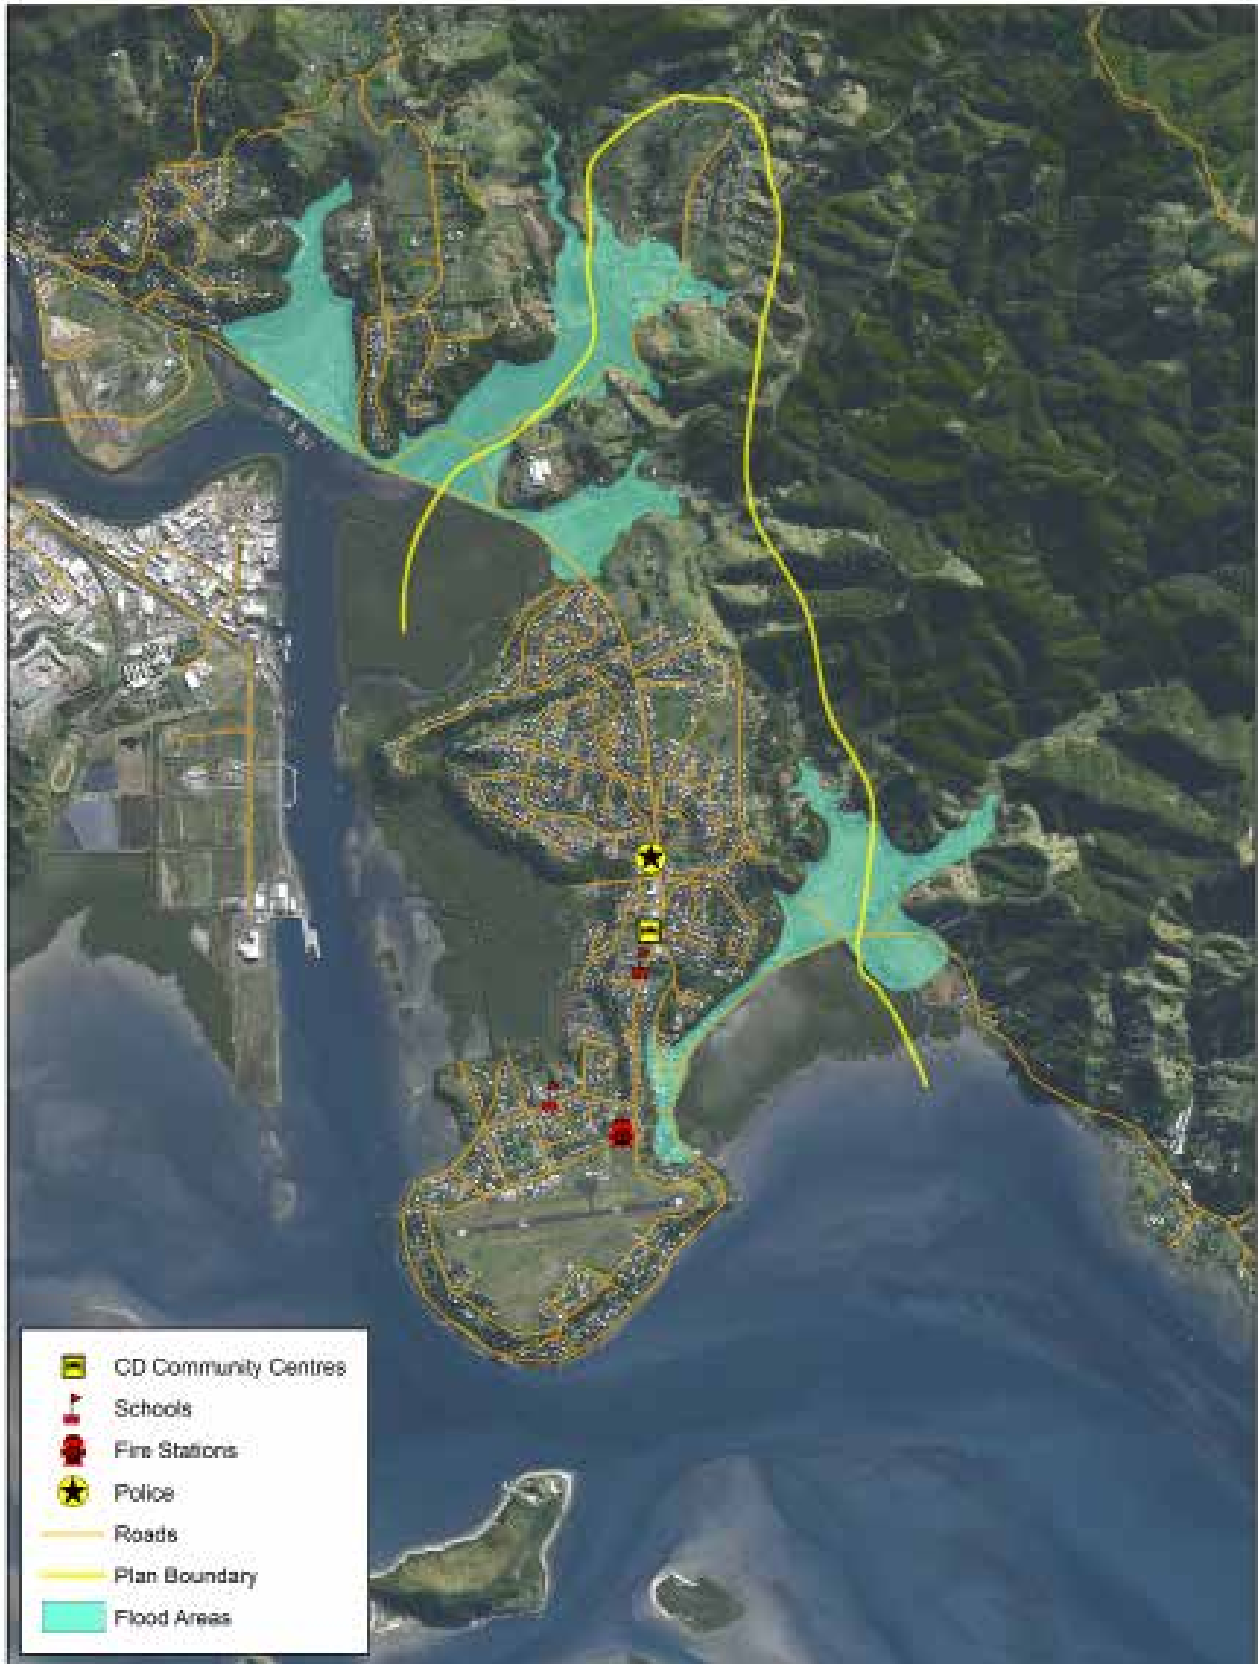 CD Community Centres
Schools
Fire Stations
Police
Roads
Plan Boundary
Flood Areas